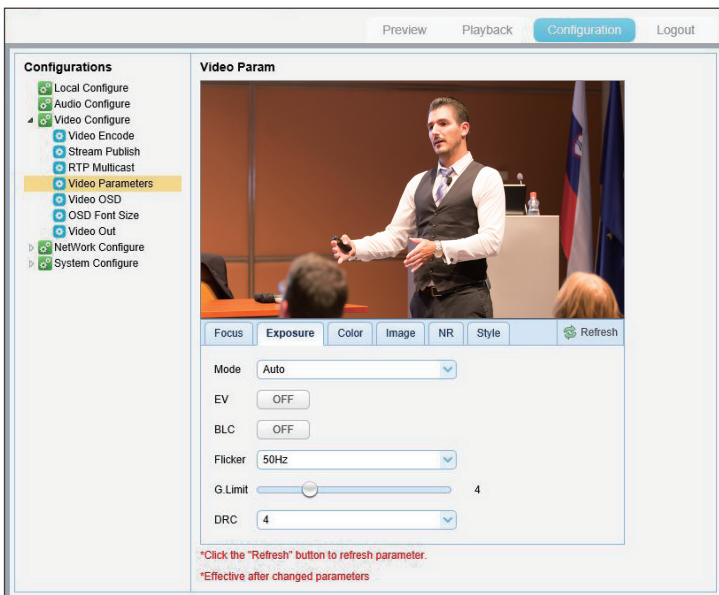 Preview Playback Configuration Logout
Configurations
Local Configure
Audio Configure
Video Configure
Video Encode
Stream Publish
RTP Multicast
Video Parameters
Video OSD
OSD Font Size
Video Out
NetWork Configure
System Configure
Video Param
Focus Exposure Color Image NR Style Refresh
Mode Auto
EV OFF
BLC OFF
Flicker 50Hz
G.Limit 4
DRC 4
*Click the "Refresh" button to refresh parameter.
*Effective after changed parameters